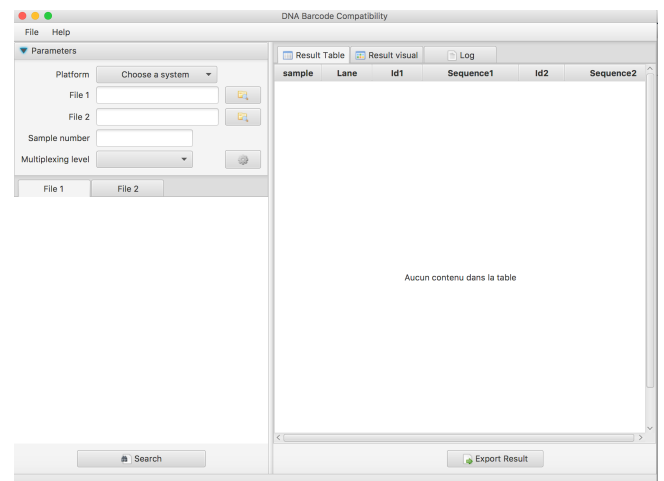 DNA Barcode Compatibility
File Help
Parameters
Platform Choose a system
File 1
File 2
Sample number
Multiplexing level
File 1 File 2
Search
Result Table Result visual Log
sample Lane Id1 Sequence1 Id2 Sequence2
Aucun contenu dans la table
Export Result